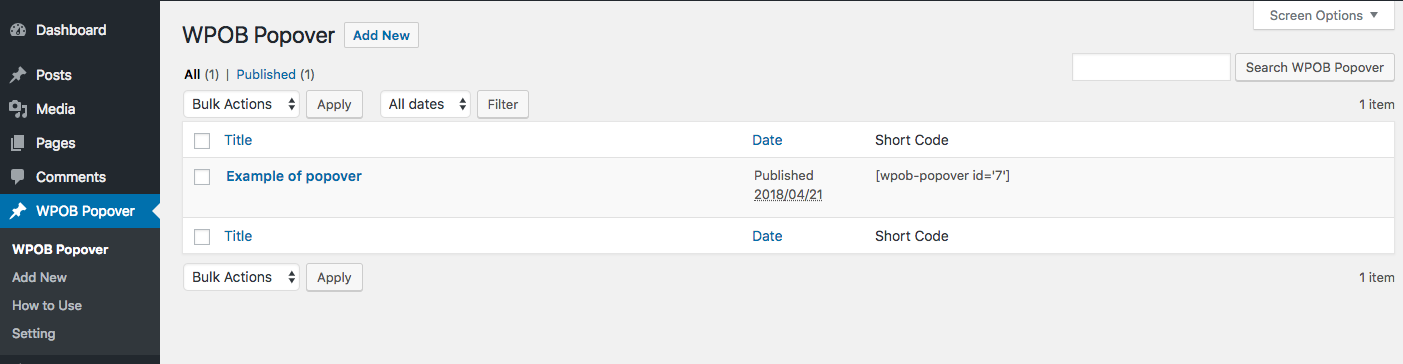 Dashboard
Posts
Media
Pages
Comments
WPOB Popover
WPOB Popover
Add New
How to Use
Setting
Screen Options
WPOB Popover Add New
All (1) | Published (1)
Search WPOB Popover
Bulk Actions Apply All dates Filter 1 item
Title Date Short Code
Example of popover Published [wpob-popover id='7']
2018/04/21
Title Date Short Code
Bulk Actions Apply 1 item